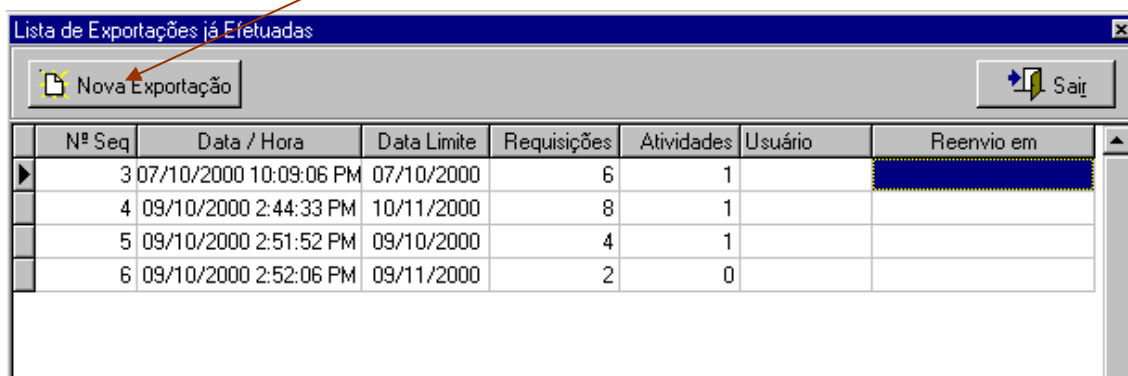 Lista de Exportações já Efetuadas
Nova Exportação Sair
Nº Seq Data / Hora Data Limite Requisições Atividades Usuário Reenvio em
3 07/10/2000 10:09:06 PM 07/10/2000 6 1
4 09/10/2000 2:44:33 PM 10/11/2000 8 1
5 09/10/2000 2:51:52 PM 09/10/2000 4 1
6 09/10/2000 2:52:06 PM 09/11/2000 2 0